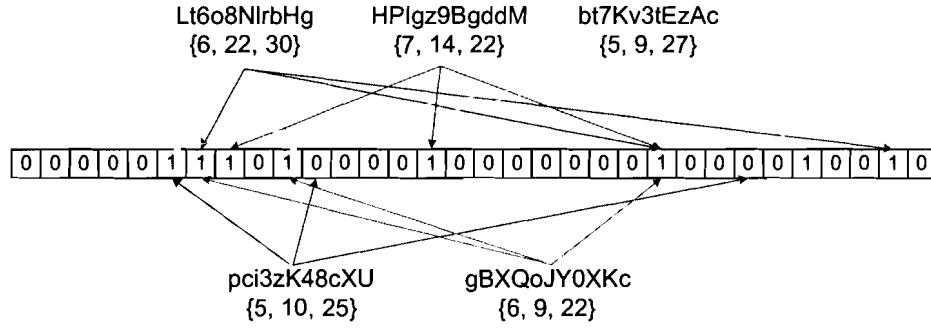 Lt6o8NlrbHg HPlgz9BgddM bt7Kv3tEzAc
{6, 22, 30} {7, 14, 22} {5, 9, 27}
0 0 0 0 0 1 1 1 0 1 0 0 0 0 1 0 0 0 0 0 0 0 1 0 0 0 0 1 0 0 1 0
pci3zK48cXU gBXQoJY0XKc
{5, 10, 25} {6, 9, 22}